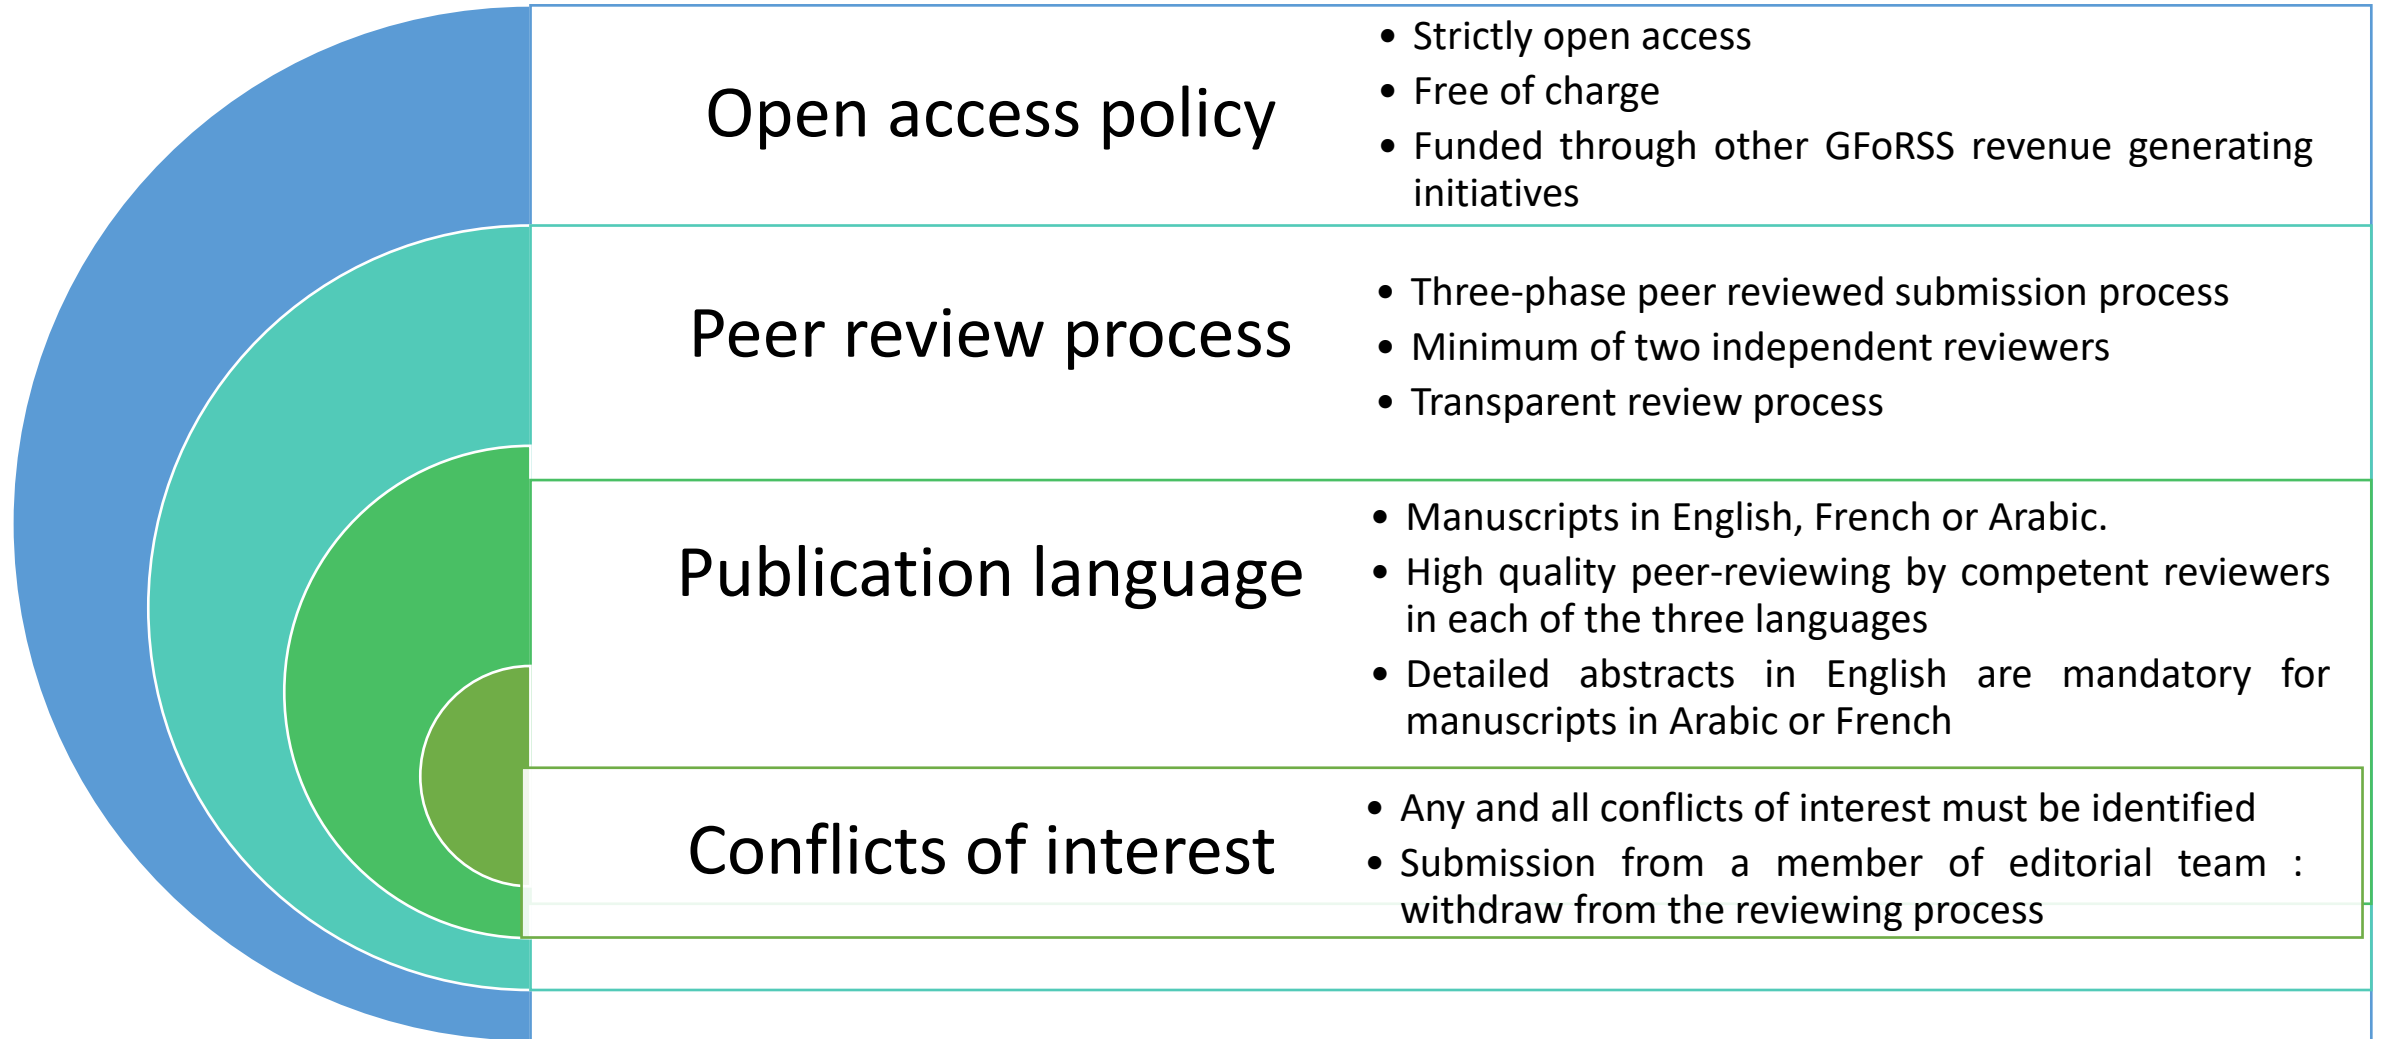 Open access policy
• Strictly open access
• Free of charge
• Funded through other GFoRSS revenue generating
initiatives
Peer review process
• Three-phase peer reviewed submission process
• Minimum of two independent reviewers
• Transparent review process
Publication language
• Manuscripts in English, French or Arabic.
• High quality peer-reviewing by competent reviewers
in each of the three languages
• Detailed abstracts in English are mandatory for
manuscripts in Arabic or French
Conflicts of interest
• Any and all conflicts of interest must be identified
• Submission from a member of editorial team :
withdraw from the reviewing process